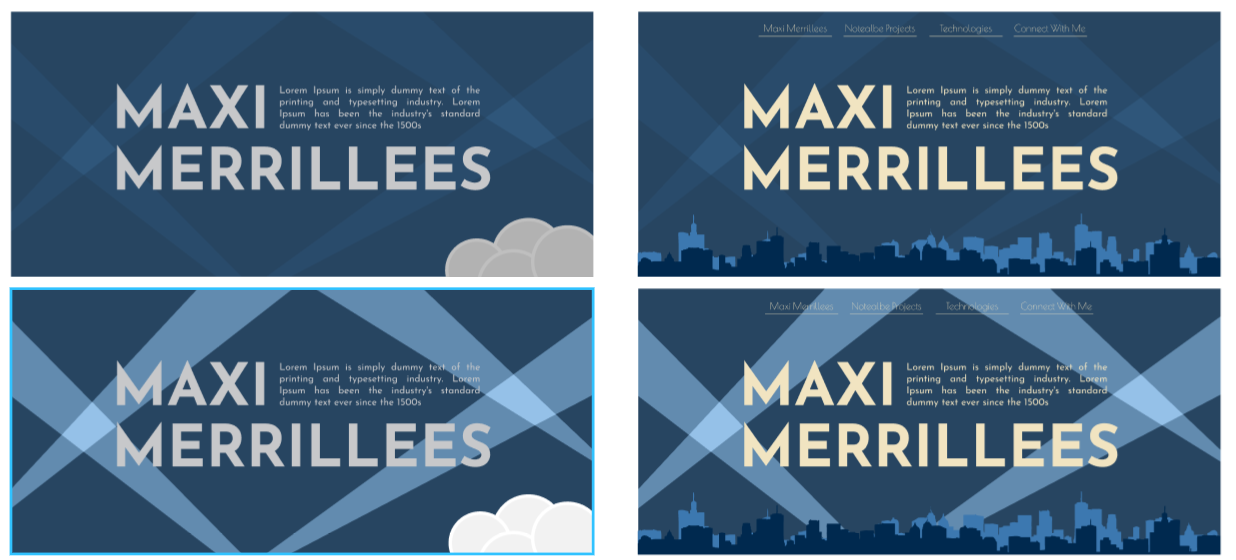 MAXI
Lorem Ipsum is simply dummy text of the
printing and typesetting industry. Lorem
Ipsum has been the industry's standard
dummy text ever since the 1500s
MERRILLEES
Maxi Merrillees Notealbe Projects Technologies Connect With Me
MAXI
Lorem Ipsum is simply dummy text of the
printing and typesetting industry. Lorem
Ipsum has been the industry's standard
dummy text ever since the 1500s
MERRILLEES
MAXI
Lorem Ipsum is simply dummy text of the
printing and typesetting industry. Lorem
Ipsum has been the industry's standard
dummy text ever since the 1500s
MERRILLEES
Maxi Merrillees Notealbe Projects Technologies Connect With Me
MAXI
Lorem Ipsum is simply dummy text of the
printing and typesetting industry. Lorem
Ipsum has been the industry's standard
dummy text ever since the 1500s
MERRILLEES